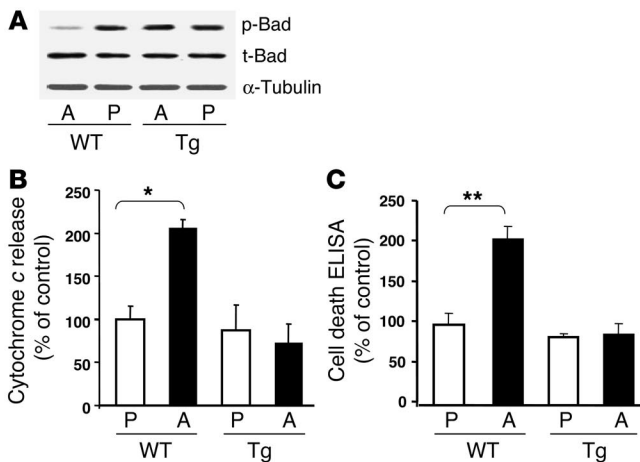 A
p-Bad
t-Bad
α-Tubulin
A P A P
WT Tg
B
Cytochrome c release
(% of control)
250
200
150
100
50
0
*
P A P A
WT Tg
C
Cell death ELISA
(% of control)
250
200
150
100
50
0
**
P A P A
WT Tg